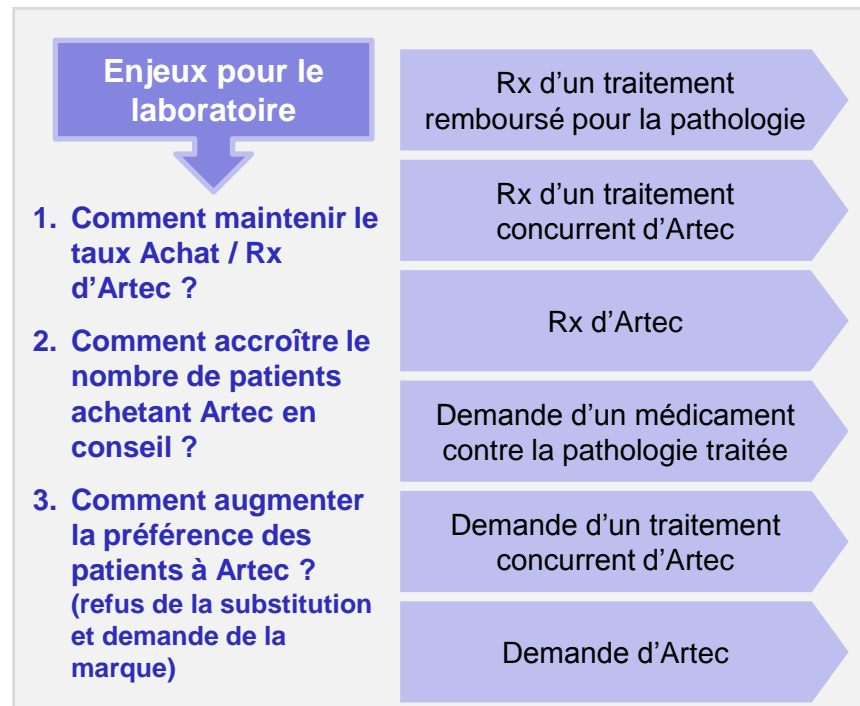 Enjeux pour le
laboratoire
1. Comment maintenir le
taux Achat / Rx
d’Artec ?
2. Comment accroître le
nombre de patients
achetant Artec en
conseil ?
3. Comment augmenter
la préférence des
patients à Artec ?
(refus de la substitution
et demande de la
marque)
Rx d’un traitement
remboursé pour la pathologie
Rx d’un traitement
concurrent d’Artec
Rx d’Artec
Demande d’un médicament
contre la pathologie traitée
Demande d’un traitement
concurrent d’Artec
Demande d’Artec